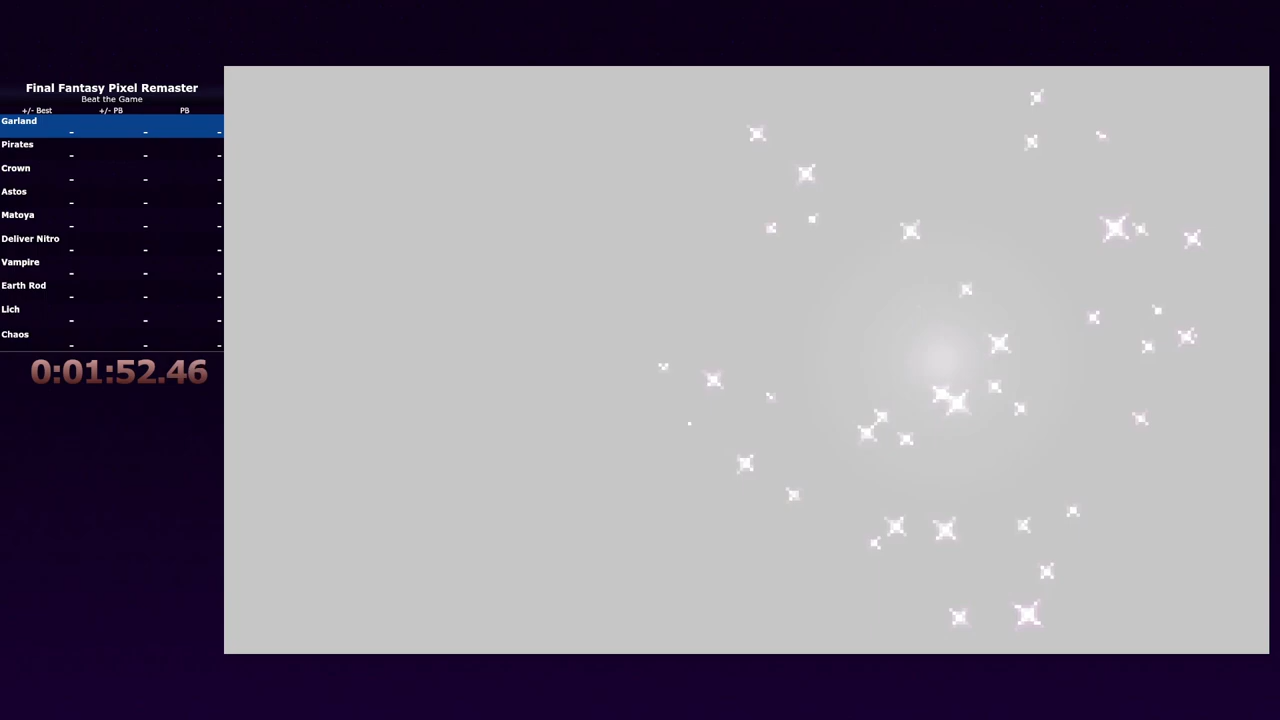 Final Fantasy Pixel Remaster
Beat the Game
+/- Best +/- PB PB
Garland
- - -
Pirates
- - -
Crown
- - -
Astos
- - -
Matoya
- - -
Deliver Nitro
- - -
Vampire
- - -
Earth Rod
- - -
Lich
- - -
Chaos
- - -
0:01:52.46